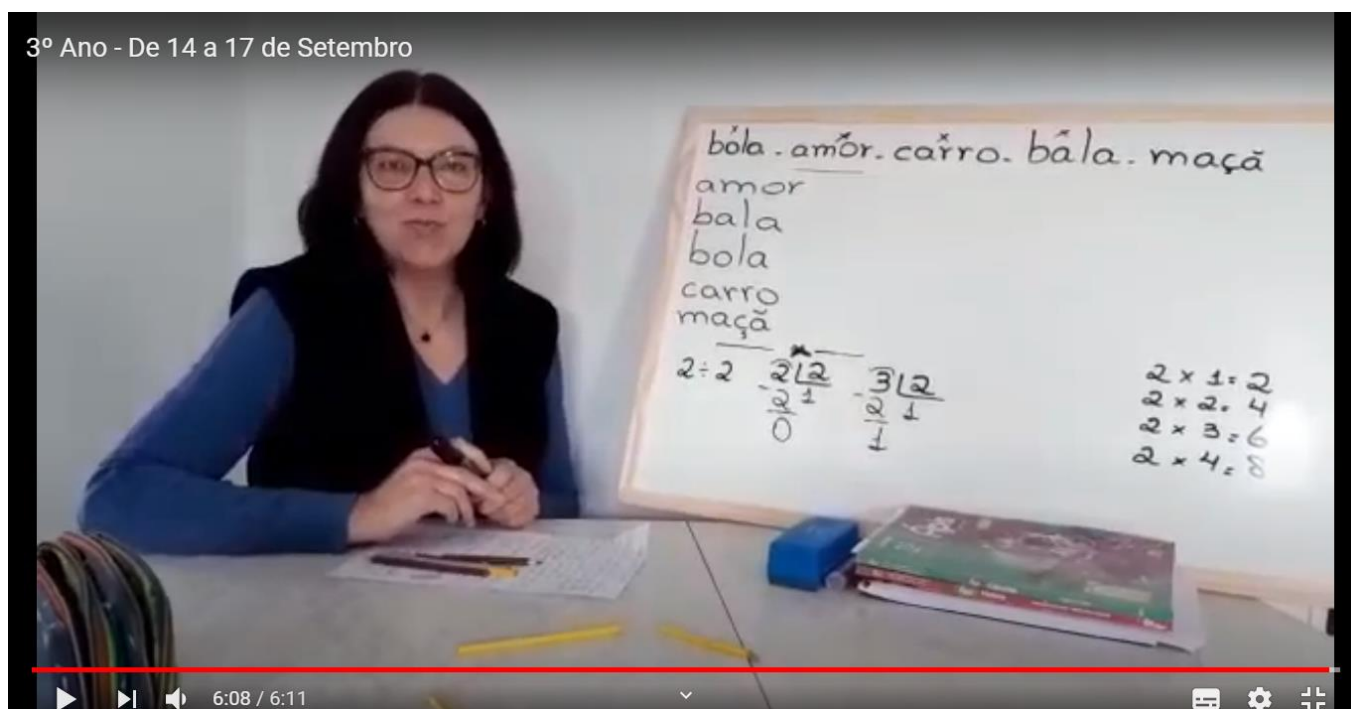 3º Ano - De 14 a 17 de Setembro
bola . amor . carro . bala . maçã
amor
bala
bola
carro
maçã
2 ÷ 2 2 2 3 2
- 2 1 - 2 1
0 1
2 x 1 = 2
2 x 2 = 4
2 x 3 = 6
2 x 4 = 8
6:08 / 6:11